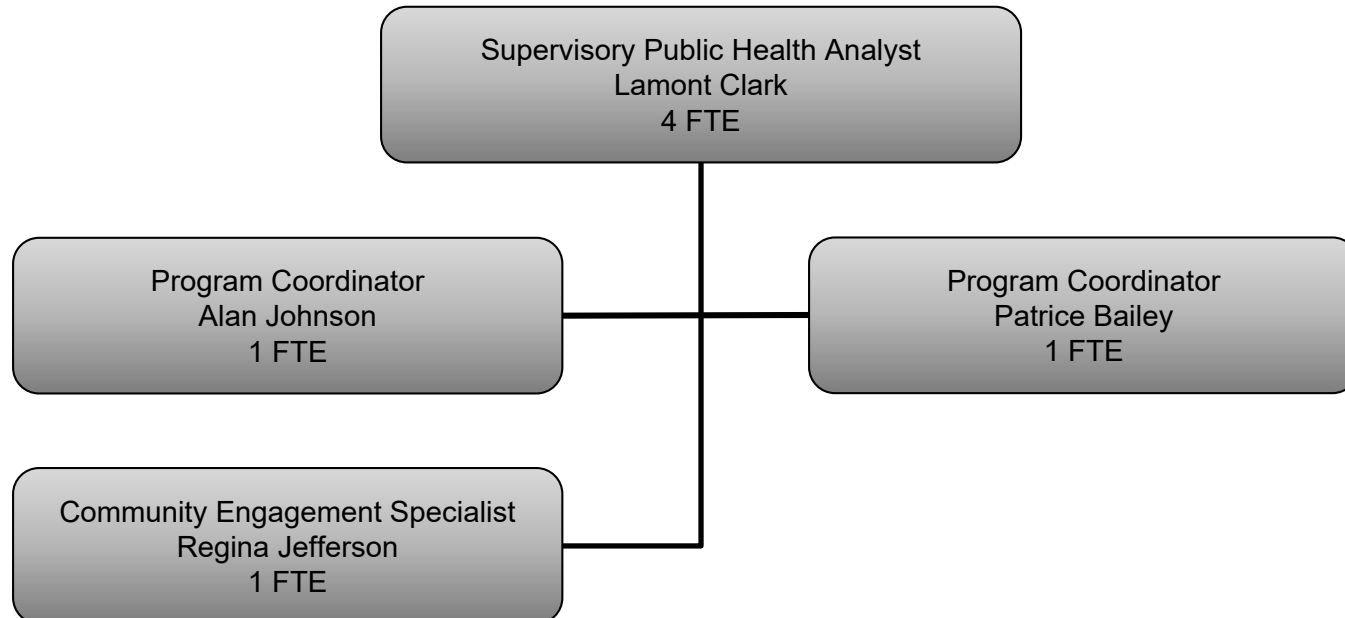 Supervisory Public Health Analyst
Lamont Clark
4 FTE
Program Coordinator
Alan Johnson
1 FTE
Program Coordinator
Patrice Bailey
1 FTE
Community Engagement Specialist
Regina Jefferson
1 FTE